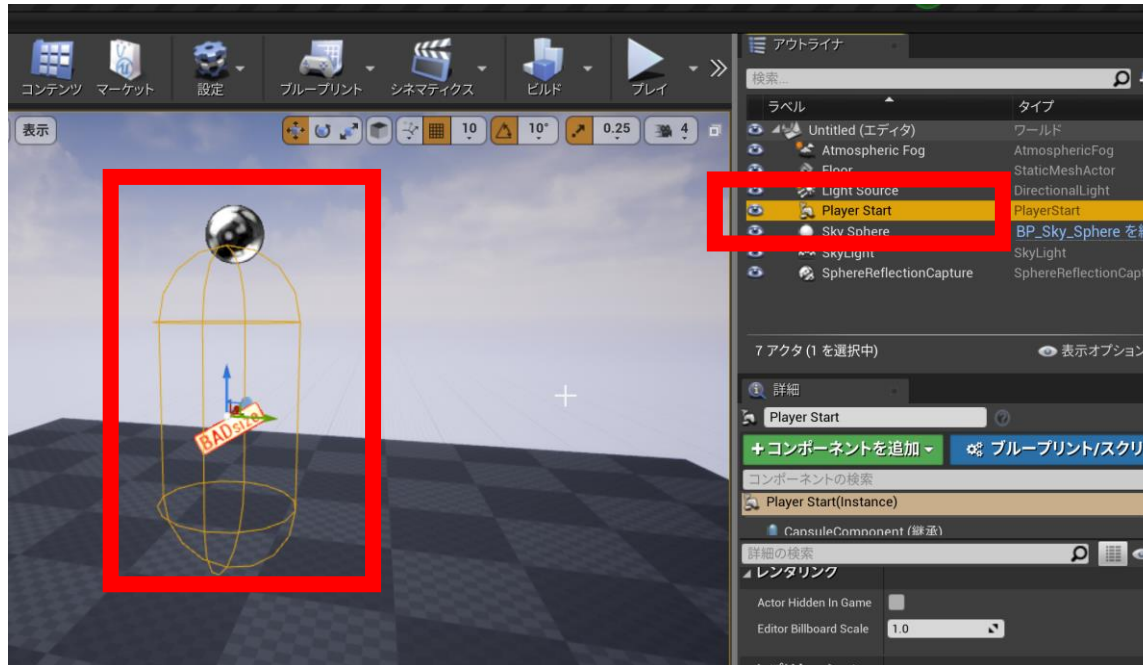 コンテンツ マーケット 設定 ブループリント シネマティクス ビルド プレイ
表示 10 10° 0.25 4
BADsize
アウトライナ
検索...
ラベル タイプ
Untitled (エディタ) ワールド
Atmospheric Fog AtmosphericFog
Floor StaticMeshActor
Light Source DirectionalLight
Player Start PlayerStart
Sky Sphere BP_Sky_Sphere を
SkyLight SkyLight
SphereReflectionCapture SphereReflectionCapt
7 アクタ (1 を選択中) 表示オプション
詳細
Player Start
+コンポーネントを追加 ブループリント/スクリ
コンポーネントの検索
Player Start(Instance)
CapsuleComponent (継承)
詳細の検索
レンダリング
Actor Hidden In Game
Editor Billboard Scale 1.0